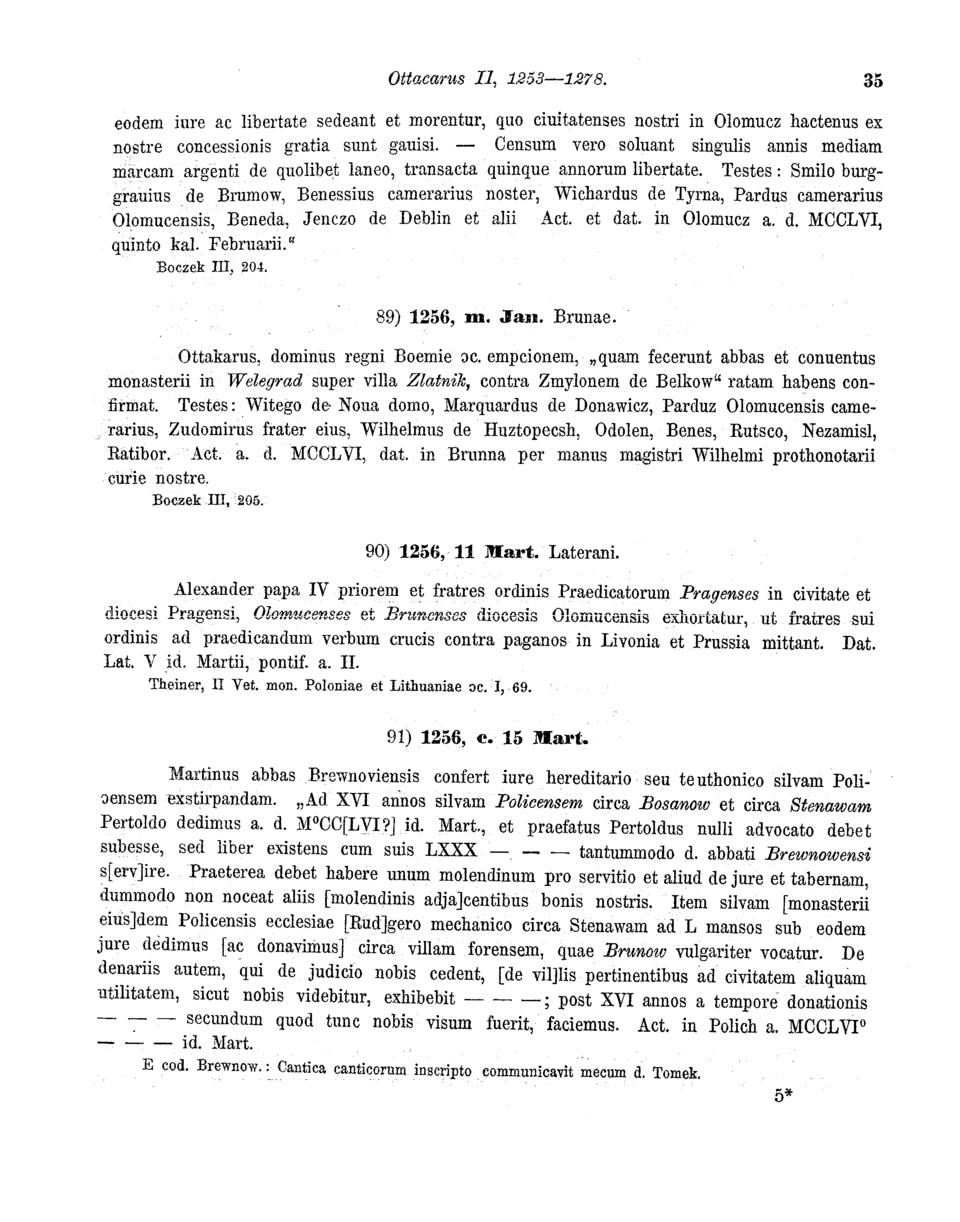 Ottacarus II, 1253—1278. 35
eodem iure ac libertate sedeant et morentur, quo ciuitatenses nostri in Olomucz hactenus ex
nostre concessionis gratia sunt gauisi. — Censum vero soluant singulis annis mediam
marcam argenti de quolibet laneo, transacta quinque annorum libertate. Testes: Smilo burg-
grauius de Brumow, Benessius camerarius noster, Wichardus de Tyrna, Pardus camerarius
Olomucensis, Beneda, Jenczo de Deblin et alii Act. et dat. in Olomucz a. d. MCCLVI,
quinto kal. Februarii.“
Boczek III, 204.
89) 1256, m. Jan. Brunae.
Ottakarus, dominus regni Boemie ɔc. empcionem, „quam fecerunt abbas et conuentus
monasterii in Welegrad super villa Zlatnik, contra Zmylonem de Belkow“ ratam habens con-
firmat. Testes: Witego de Noua domo, Marquardus de Donawicz, Parduz Olomucensis came-
rarius, Zudomirus frater eius, Wilhelmus de Huztopecsh, Odolen, Benes, Rutsco, Nezamisl,
Ratibor. Act. a. d. MCCLVI, dat. in Brunna per manus magistri Wilhelmi prothonotarii
curie nostre.
Boczek III, 205.
90) 1256, 11 Mart. Laterani.
Alexander papa IV priorem et fratres ordinis Praedicatorum Pragenses in civitate et
diocesi Pragensi, Olomucenses et Brunenses diocesis Olomucensis exhortatur, ut fratres sui
ordinis ad praedicandum verbum crucis contra paganos in Livonia et Prussia mittant. Dat.
Lat. V id. Martii, pontif. a. II.
Theiner, II Vet. mon. Poloniae et Lithuaniae ɔc. I, 69.
91) 1256, c. 15 Mart.
Martinus abbas Brewnoviensis confert iure hereditario seu teuthonico silvam Poli-
censem exstirpandam. „Ad XVI annos silvam Policensem circa Bosanow et circa Stenawam
Pertoldo dedimus a. d. M⁰CC[LVI?] id. Mart., et praefatus Pertoldus nulli advocato debet
subesse, sed liber existens cum suis LXXX — — — tantummodo d. abbati Brewnowensi
s[erv]ire. Praeterea debet habere unum molendinum pro servitio et aliud de jure et tabernam,
dummodo non noceat aliis [molendinis adja]centibus bonis nostris. Item silvam [monasterii
eius]dem Policensis ecclesiae [Rud]gero mechanico circa Stenawam ad L mansos sub eodem
jure dedimus [ac donavimus] circa villam forensem, quae Brunow vulgariter vocatur. De
denariis autem, qui de judicio nobis cedent, [de vil]lis pertinentibus ad civitatem aliquam
utilitatem, sicut nobis videbitur, exhibebit — — —; post XVI annos a tempore donationis
— — — secundum quod tunc nobis visum fuerit, faciemus. Act. in Polich a. MCCLVI⁰
— — — id. Mart.
E cod. Brewnow.: Cantica canticorum inscripto communicavit mecum d. Tomek.
5*